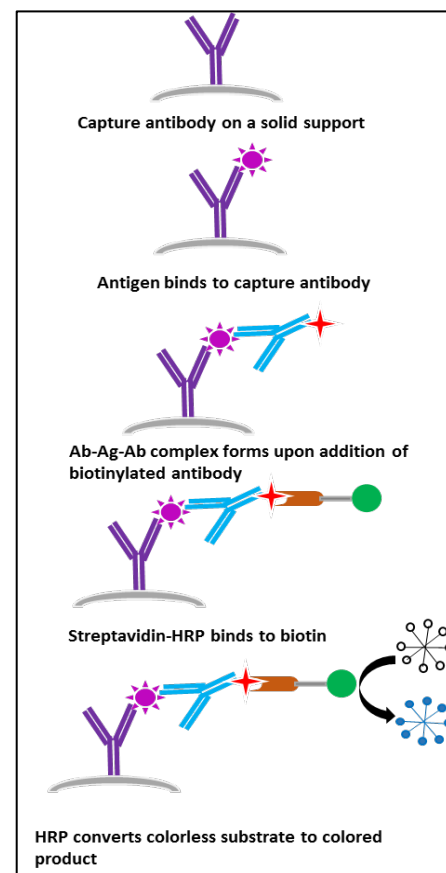 Capture antibody on a solid support
Antigen binds to capture antibody
Ab-Ag-Ab complex forms upon addition of
biotinylated antibody
Streptavidin-HRP binds to biotin
HRP converts colorless substrate to colored
product